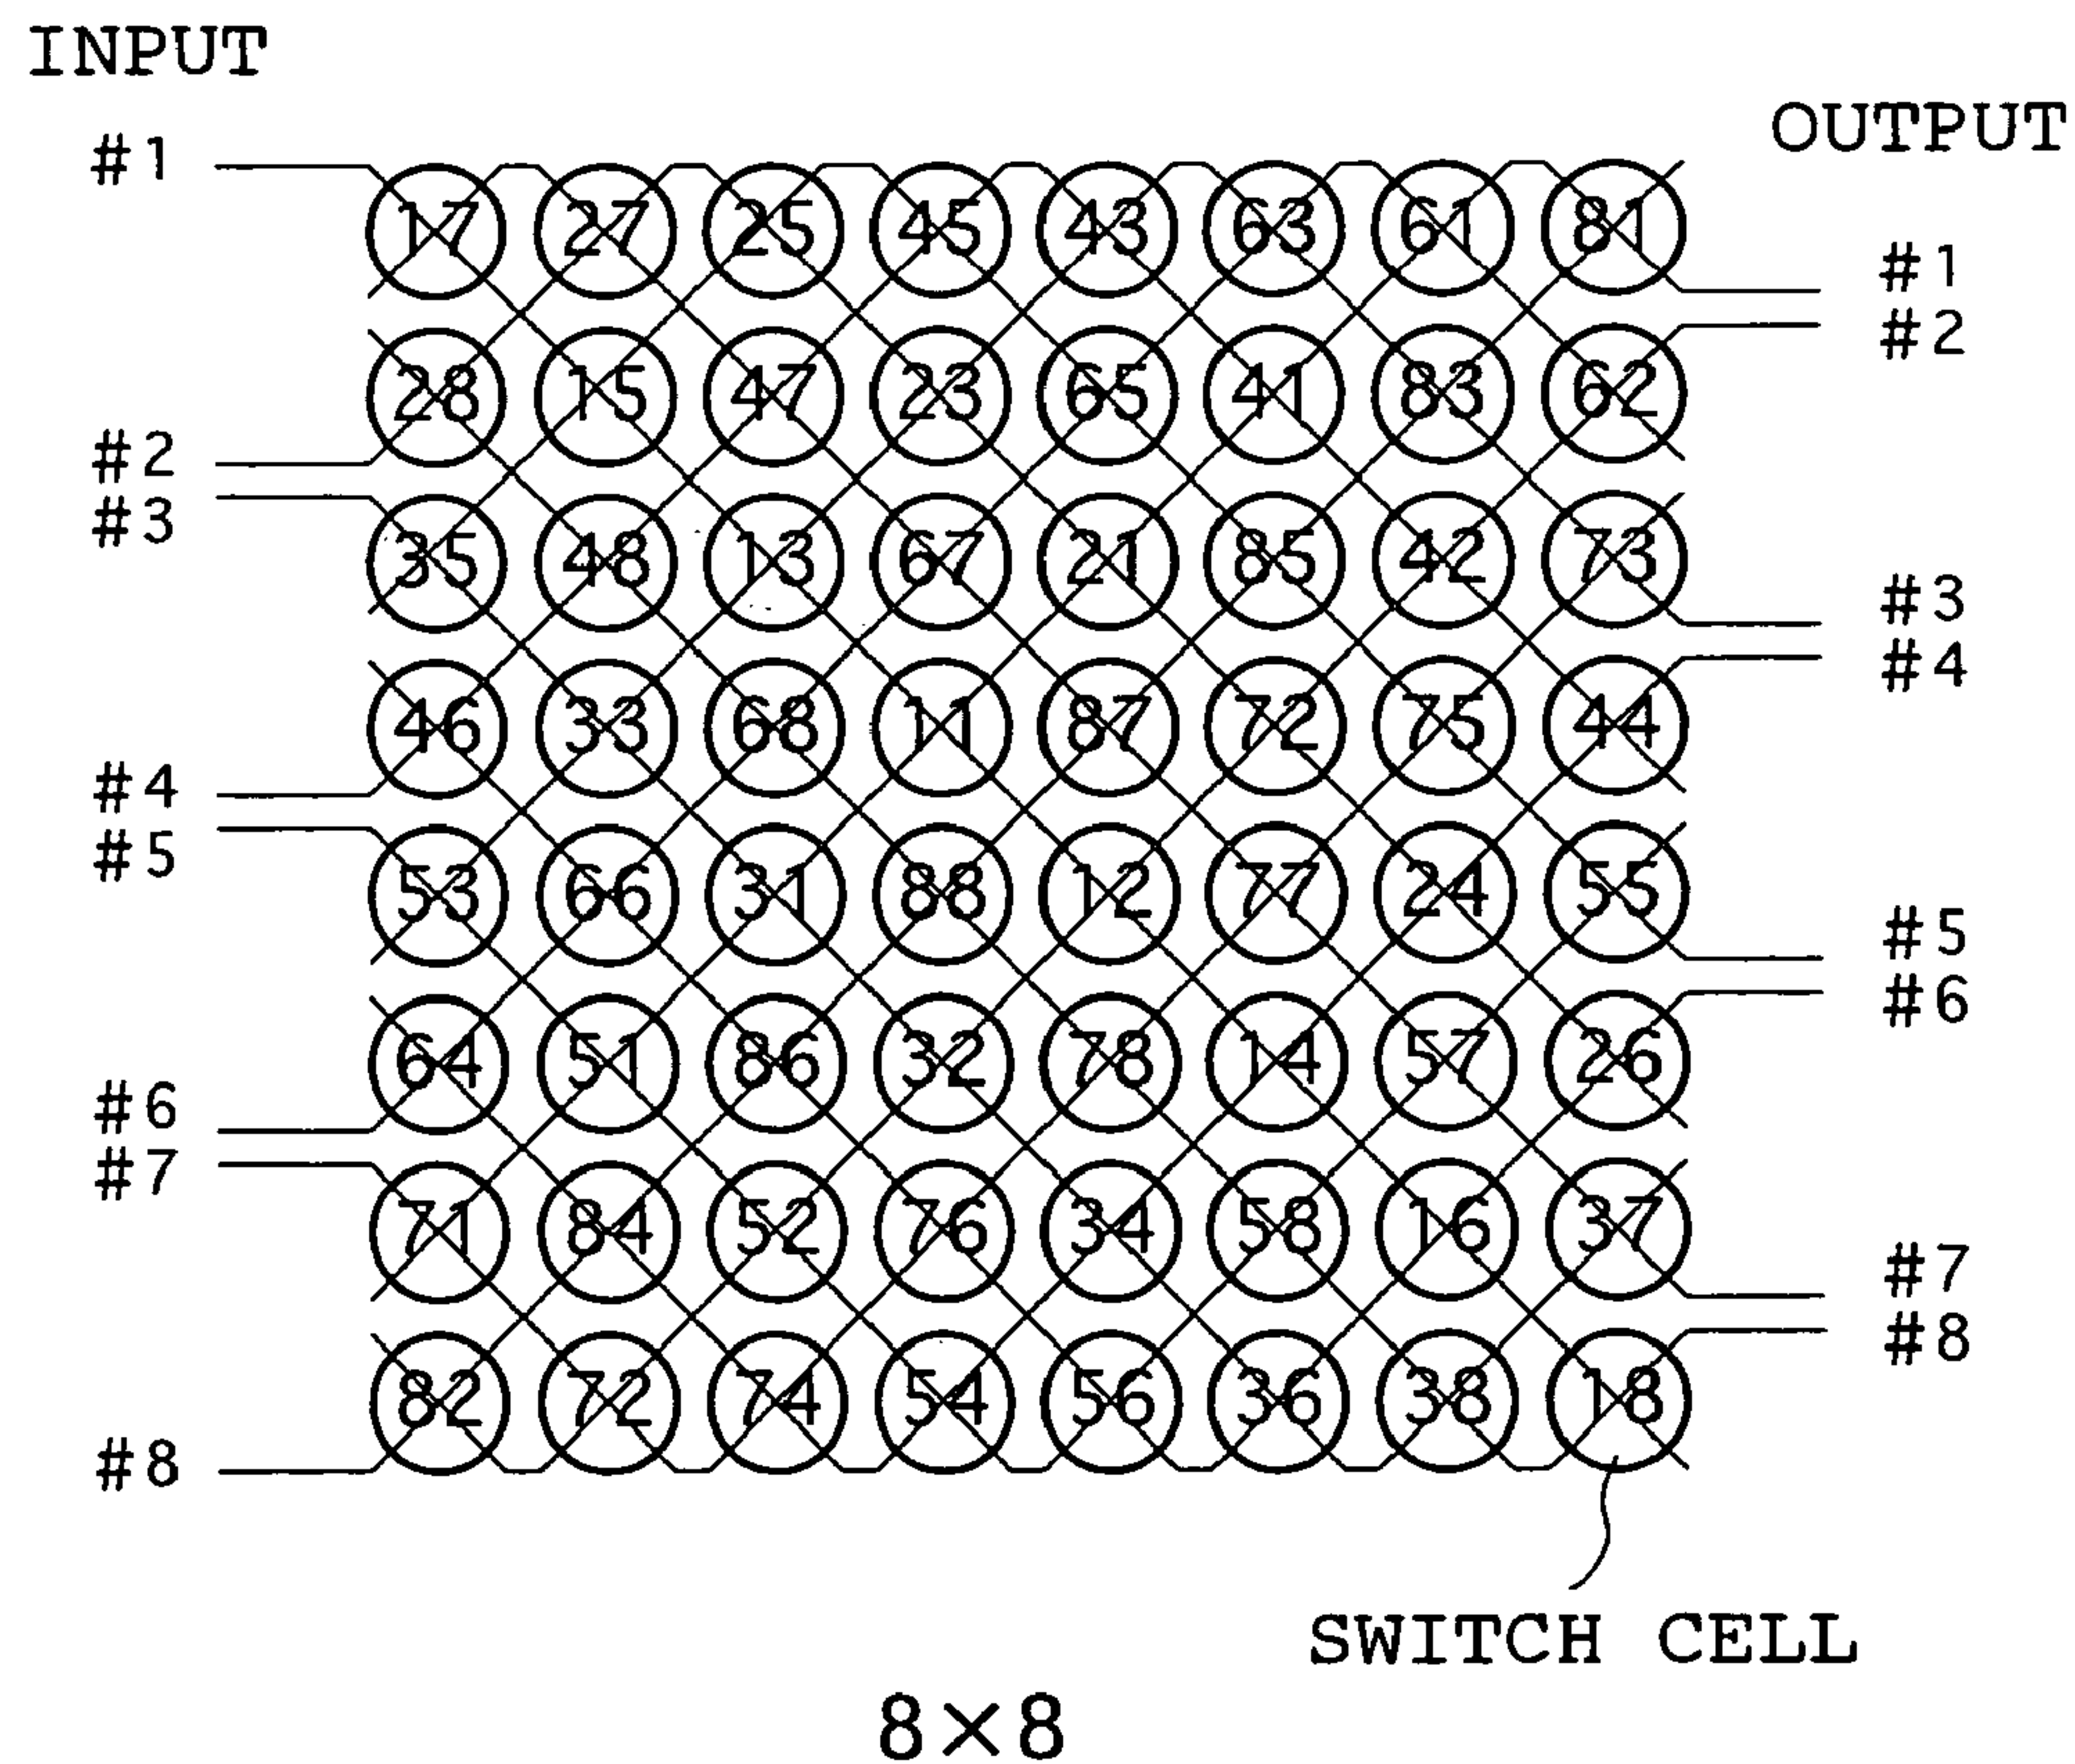 INPUT
OUTPUT
#1
17 27 25 45 43 63 61 81
#1
#2
28 15 47 23 65 41 83 62
#2
#3
35 48 13 67 21 85 42 73
#3
#4
46 33 68 11 87 72 75 44
#4
#5
53 66 31 88 12 77 24 55
#5
#6
64 51 86 32 78 14 57 26
#6
#7
71 84 52 76 34 58 16 37
#7
#8
82 72 74 54 56 36 38 18
#8
SWITCH CELL
8×8